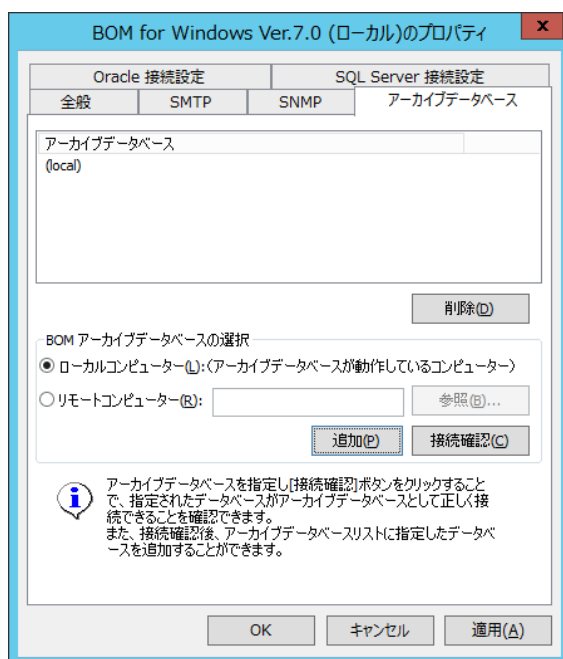 BOM for Windows Ver.7.0 (ローカル)のプロパティ
x
Oracle 接続設定
SQL Server 接続設定
全般
SMTP
SNMP
アーカイブデータベース
アーカイブデータベース
(local)
削除(D)
BOM アーカイブデータベースの選択
ローカルコンピューター(L):(アーカイブデータベースが動作しているコンピューター)
リモートコンピューター(R):
参照(B)...
追加(P)
接続確認(C)
アーカイブデータベースを指定し[接続確認]ボタンをクリックすること
で、指定されたデータベースがアーカイブデータベースとして正しく接
続できることを確認できます。
また、接続確認後、アーカイブデータベースリストに指定したデータベ
ースを追加することができます。
OK
キャンセル
適用(A)